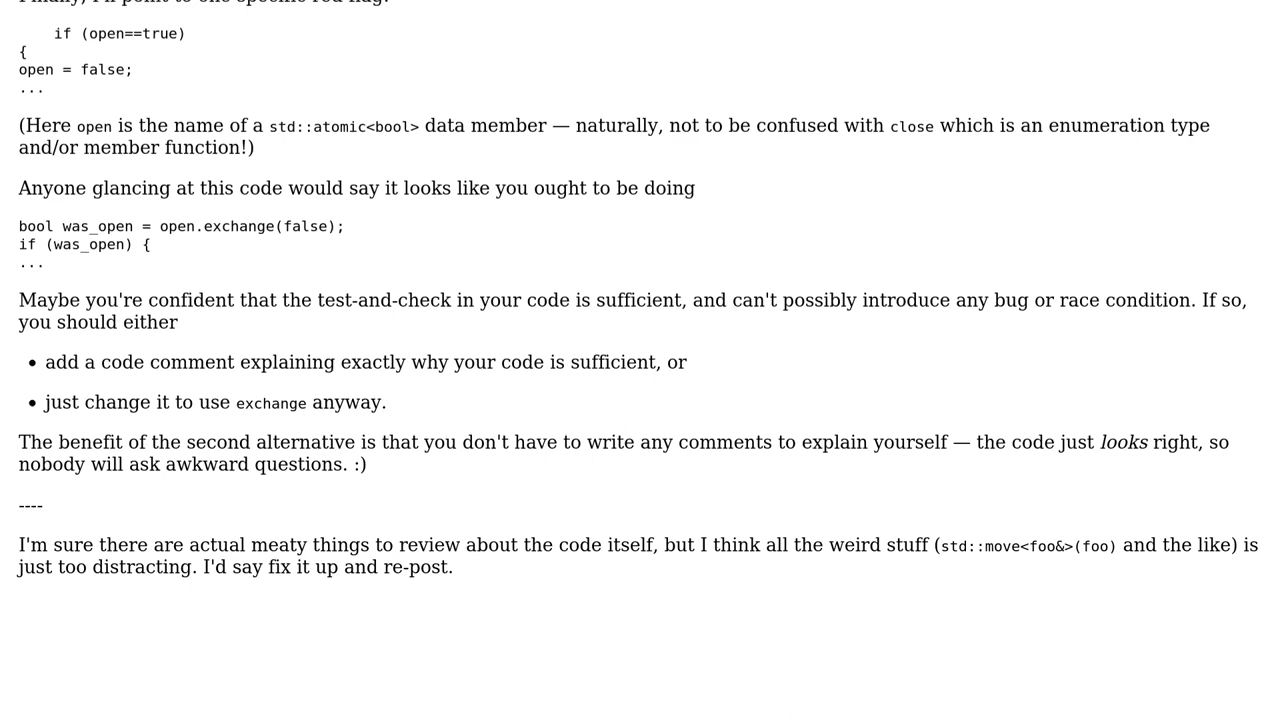 Finally, I'll point to one specific red flag:
if (open==true)
{
open = false;
...
(Here open is the name of a std::atomic<bool> data member — naturally, not to be confused with close which is an enumeration type
and/or member function!)
Anyone glancing at this code would say it looks like you ought to be doing
bool was_open = open.exchange(false);
if (was_open) {
...
Maybe you're confident that the test-and-check in your code is sufficient, and can't possibly introduce any bug or race condition. If so,
you should either
• add a code comment explaining exactly why your code is sufficient, or
• just change it to use exchange anyway.
The benefit of the second alternative is that you don't have to write any comments to explain yourself — the code just looks right, so
nobody will ask awkward questions. :)
----
I'm sure there are actual meaty things to review about the code itself, but I think all the weird stuff (std::move<foo&>(foo) and the like) is
just too distracting. I'd say fix it up and re-post.